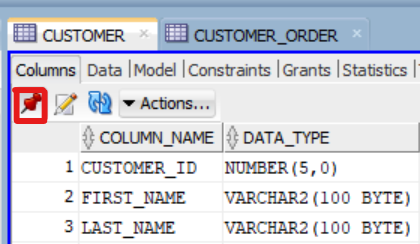 CUSTOMER × CUSTOMER_ORDER ×
Columns Data |Model |Constraints |Grants |Statistics |
Actions...
COLUMN_NAME DATA_TYPE
1 CUSTOMER_ID NUMBER(5,0)
2 FIRST_NAME VARCHAR2(100 BYTE)
3 LAST_NAME VARCHAR2(100 BYTE)